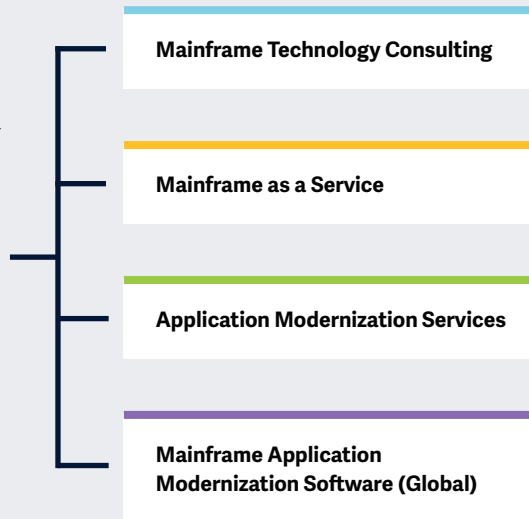 Mainframe Technology Consulting
Mainframe as a Service
Application Modernization Services
Mainframe Application
Modernization Software (Global)